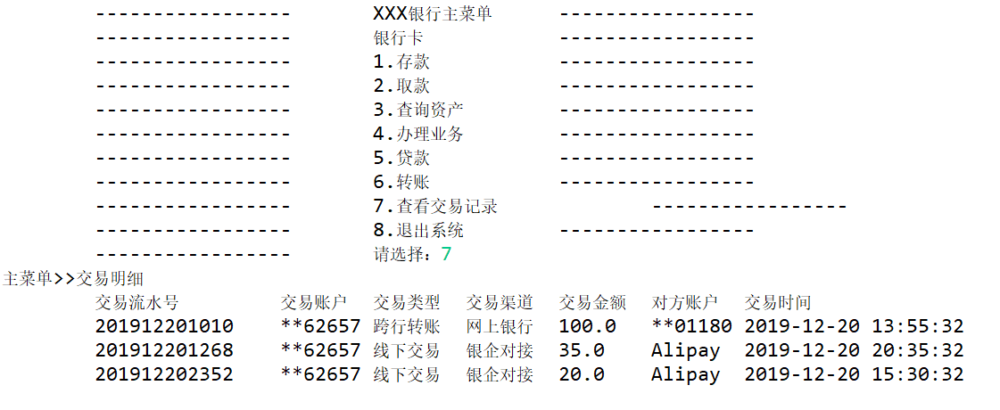 ----------------- XXX银行主菜单 -----------------
----------------- 银行卡 -----------------
----------------- 1.存款 -----------------
----------------- 2.取款 -----------------
----------------- 3.查询资产 -----------------
----------------- 4.办理业务 -----------------
----------------- 5.贷款 -----------------
----------------- 6.转账 -----------------
----------------- 7.查看交易记录 -----------------
----------------- 8.退出系统 -----------------
----------------- 请选择：7
主菜单>>交易明细
交易流水号 交易账户 交易类型 交易渠道 交易金额 对方账户 交易时间
201912201010 **62657 跨行转账 网上银行 100.0 **01180 2019-12-20 13:55:32
201912201268 **62657 线下交易 银企对接 35.0 Alipay 2019-12-20 20:35:32
201912202352 **62657 线下交易 银企对接 20.0 Alipay 2019-12-20 15:30:32